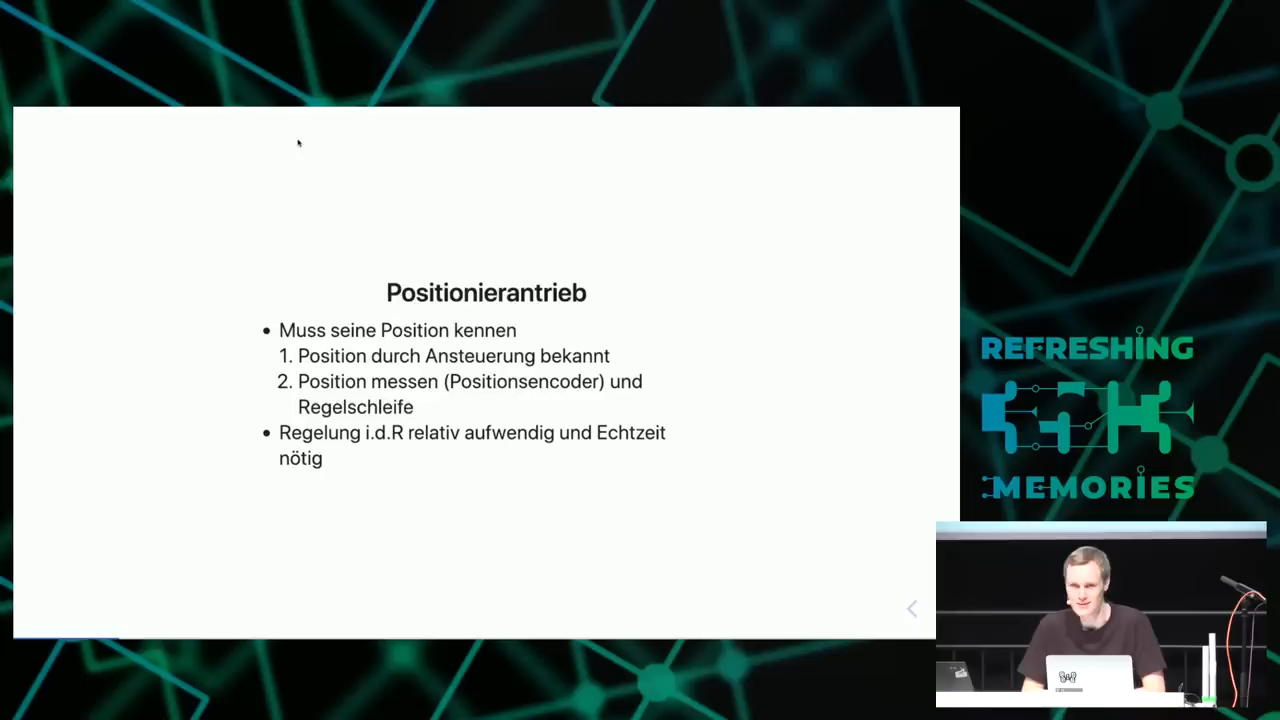 Positionierantrieb
• Muss seine Position kennen
1. Position durch Ansteuerung bekannt
2. Position messen (Positionsencoder) und
Regelschleife
• Regelung i.d.R relativ aufwendig und Echtzeit
nötig
REFRESHING
GPN
MEMORIES